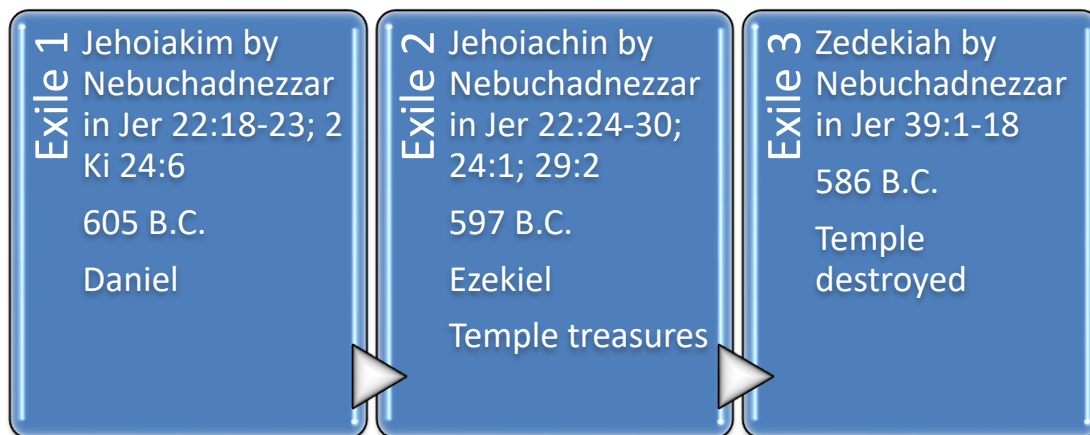 Exile 1
Jehoiakim by
Nebuchadnezzar
in Jer 22:18-23; 2
Ki 24:6
605 B.C.
Daniel
Exile 2
Jehoiachin by
Nebuchadnezzar
in Jer 22:24-30;
24:1; 29:2
597 B.C.
Ezekiel
Temple treasures
Exile 3
Zedekiah by
Nebuchadnezzar
in Jer 39:1-18
586 B.C.
Temple
destroyed